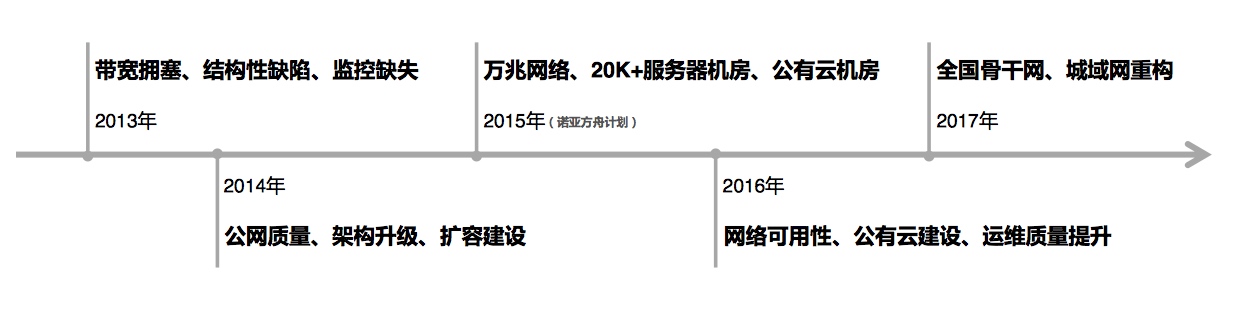 带宽拥塞、结构性缺陷、监控缺失
2013年
2014年
公网质量、架构升级、扩容建设
万兆网络、20K+服务器机房、公有云机房
2015年（诺亚方舟计划）
2016年
网络可用性、公有云建设、运维质量提升
全国骨干网、城域网重构
2017年